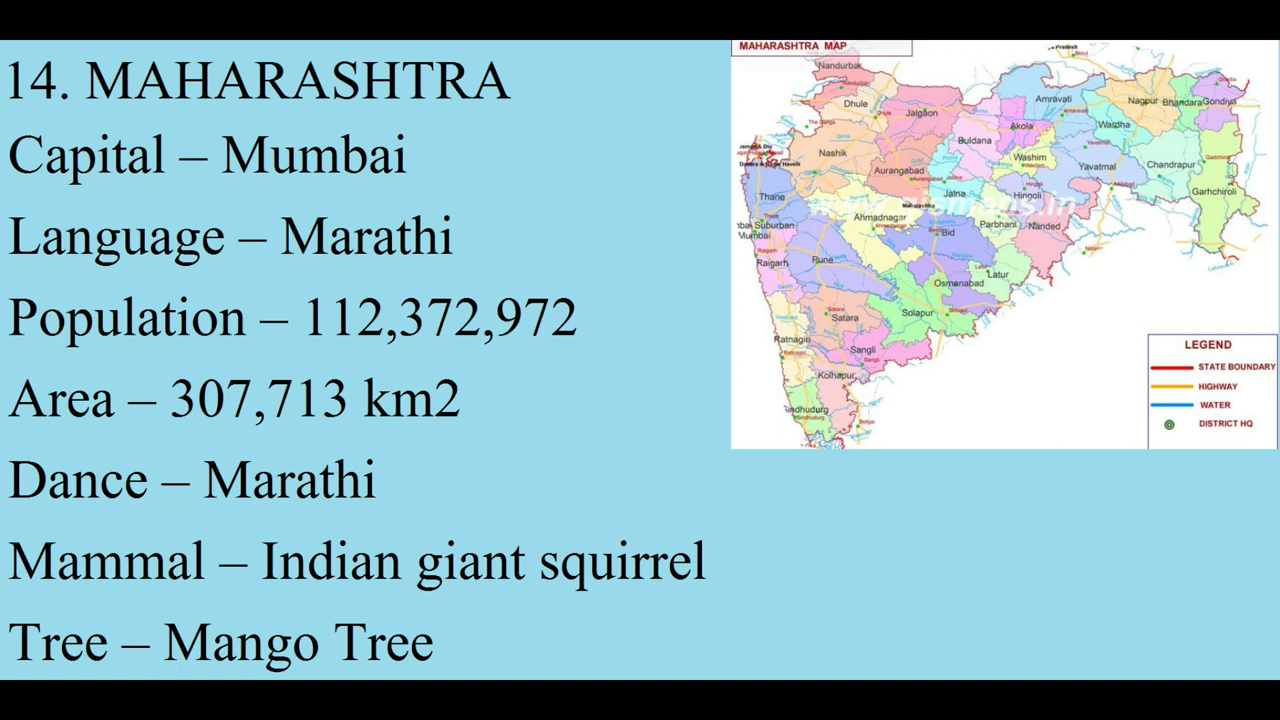 14. MAHARASHTRA
Capital – Mumbai
Language – Marathi
Population – 112,372,972
Area – 307,713 km2
Dance – Marathi
Mammal – Indian giant squirrel
Tree – Mango Tree
MAHARASHTRA MAP
Nandurbar
Dhule
Jalgaon
Amravati
Nagpur
Bhandara
Gondiya
Akola
Wardha
Buldana
Nashik
Washim
Aurangabad
Yavatmal
Chandrapur
Thane
Jalna
Hingoli
Garhchiroli
Ahmadnagar
Parbhani
Nanded
Bid
Suburban
Mumbai
Raigarh
Pune
Latur
Osmanabad
Satara
Solapur
Ratnagiri
Sangli
Kolhapur
Sindhudurg
LEGEND
STATE BOUNDARY
HIGHWAY
WATER
DISTRICT HQ